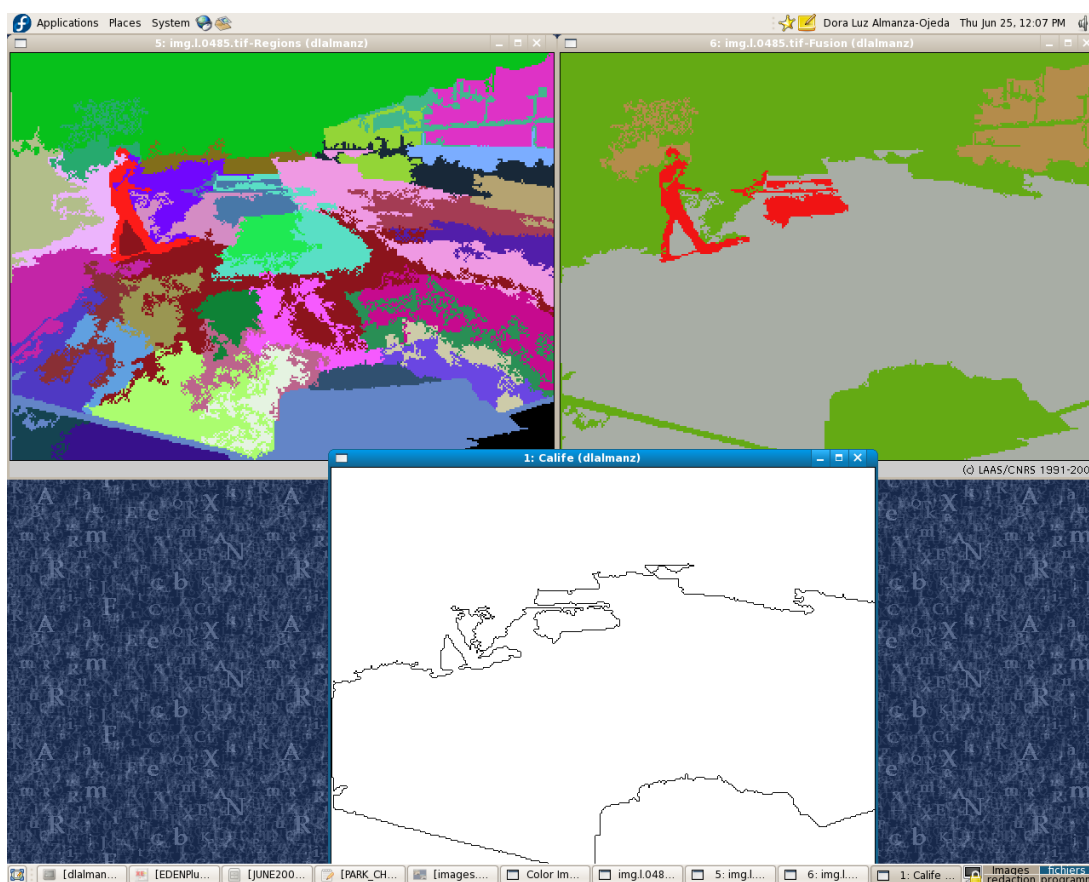 Applications Places System Dora Luz Almanza-Ojeda Thu Jun 25, 12:07 PM
5: img.l.0485.tif-Regions (dlalmanz)
6: img.l.0485.tif-Fusion (dlalmanz)
(c) LAAS/CNRS 1991-200
1: Calife (dlalmanz)
[dlalman... [EDENPlu... [JUNE200... [PARK_CH... [images.... Color Im... img.l.048... 5: img.l.... 6: img.l.... 1: Calife ... Images fichiers
redaction programs